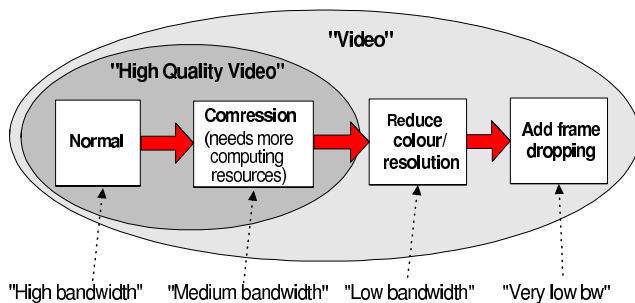 "Video"
"High Quality Video"
Normal
Comression
(needs more
computing
resources)
Reduce
colour/
resolution
Add frame
dropping
"High bandwidth"
"Medium bandwidth"
"Low bandwidth"
"Very low bw"